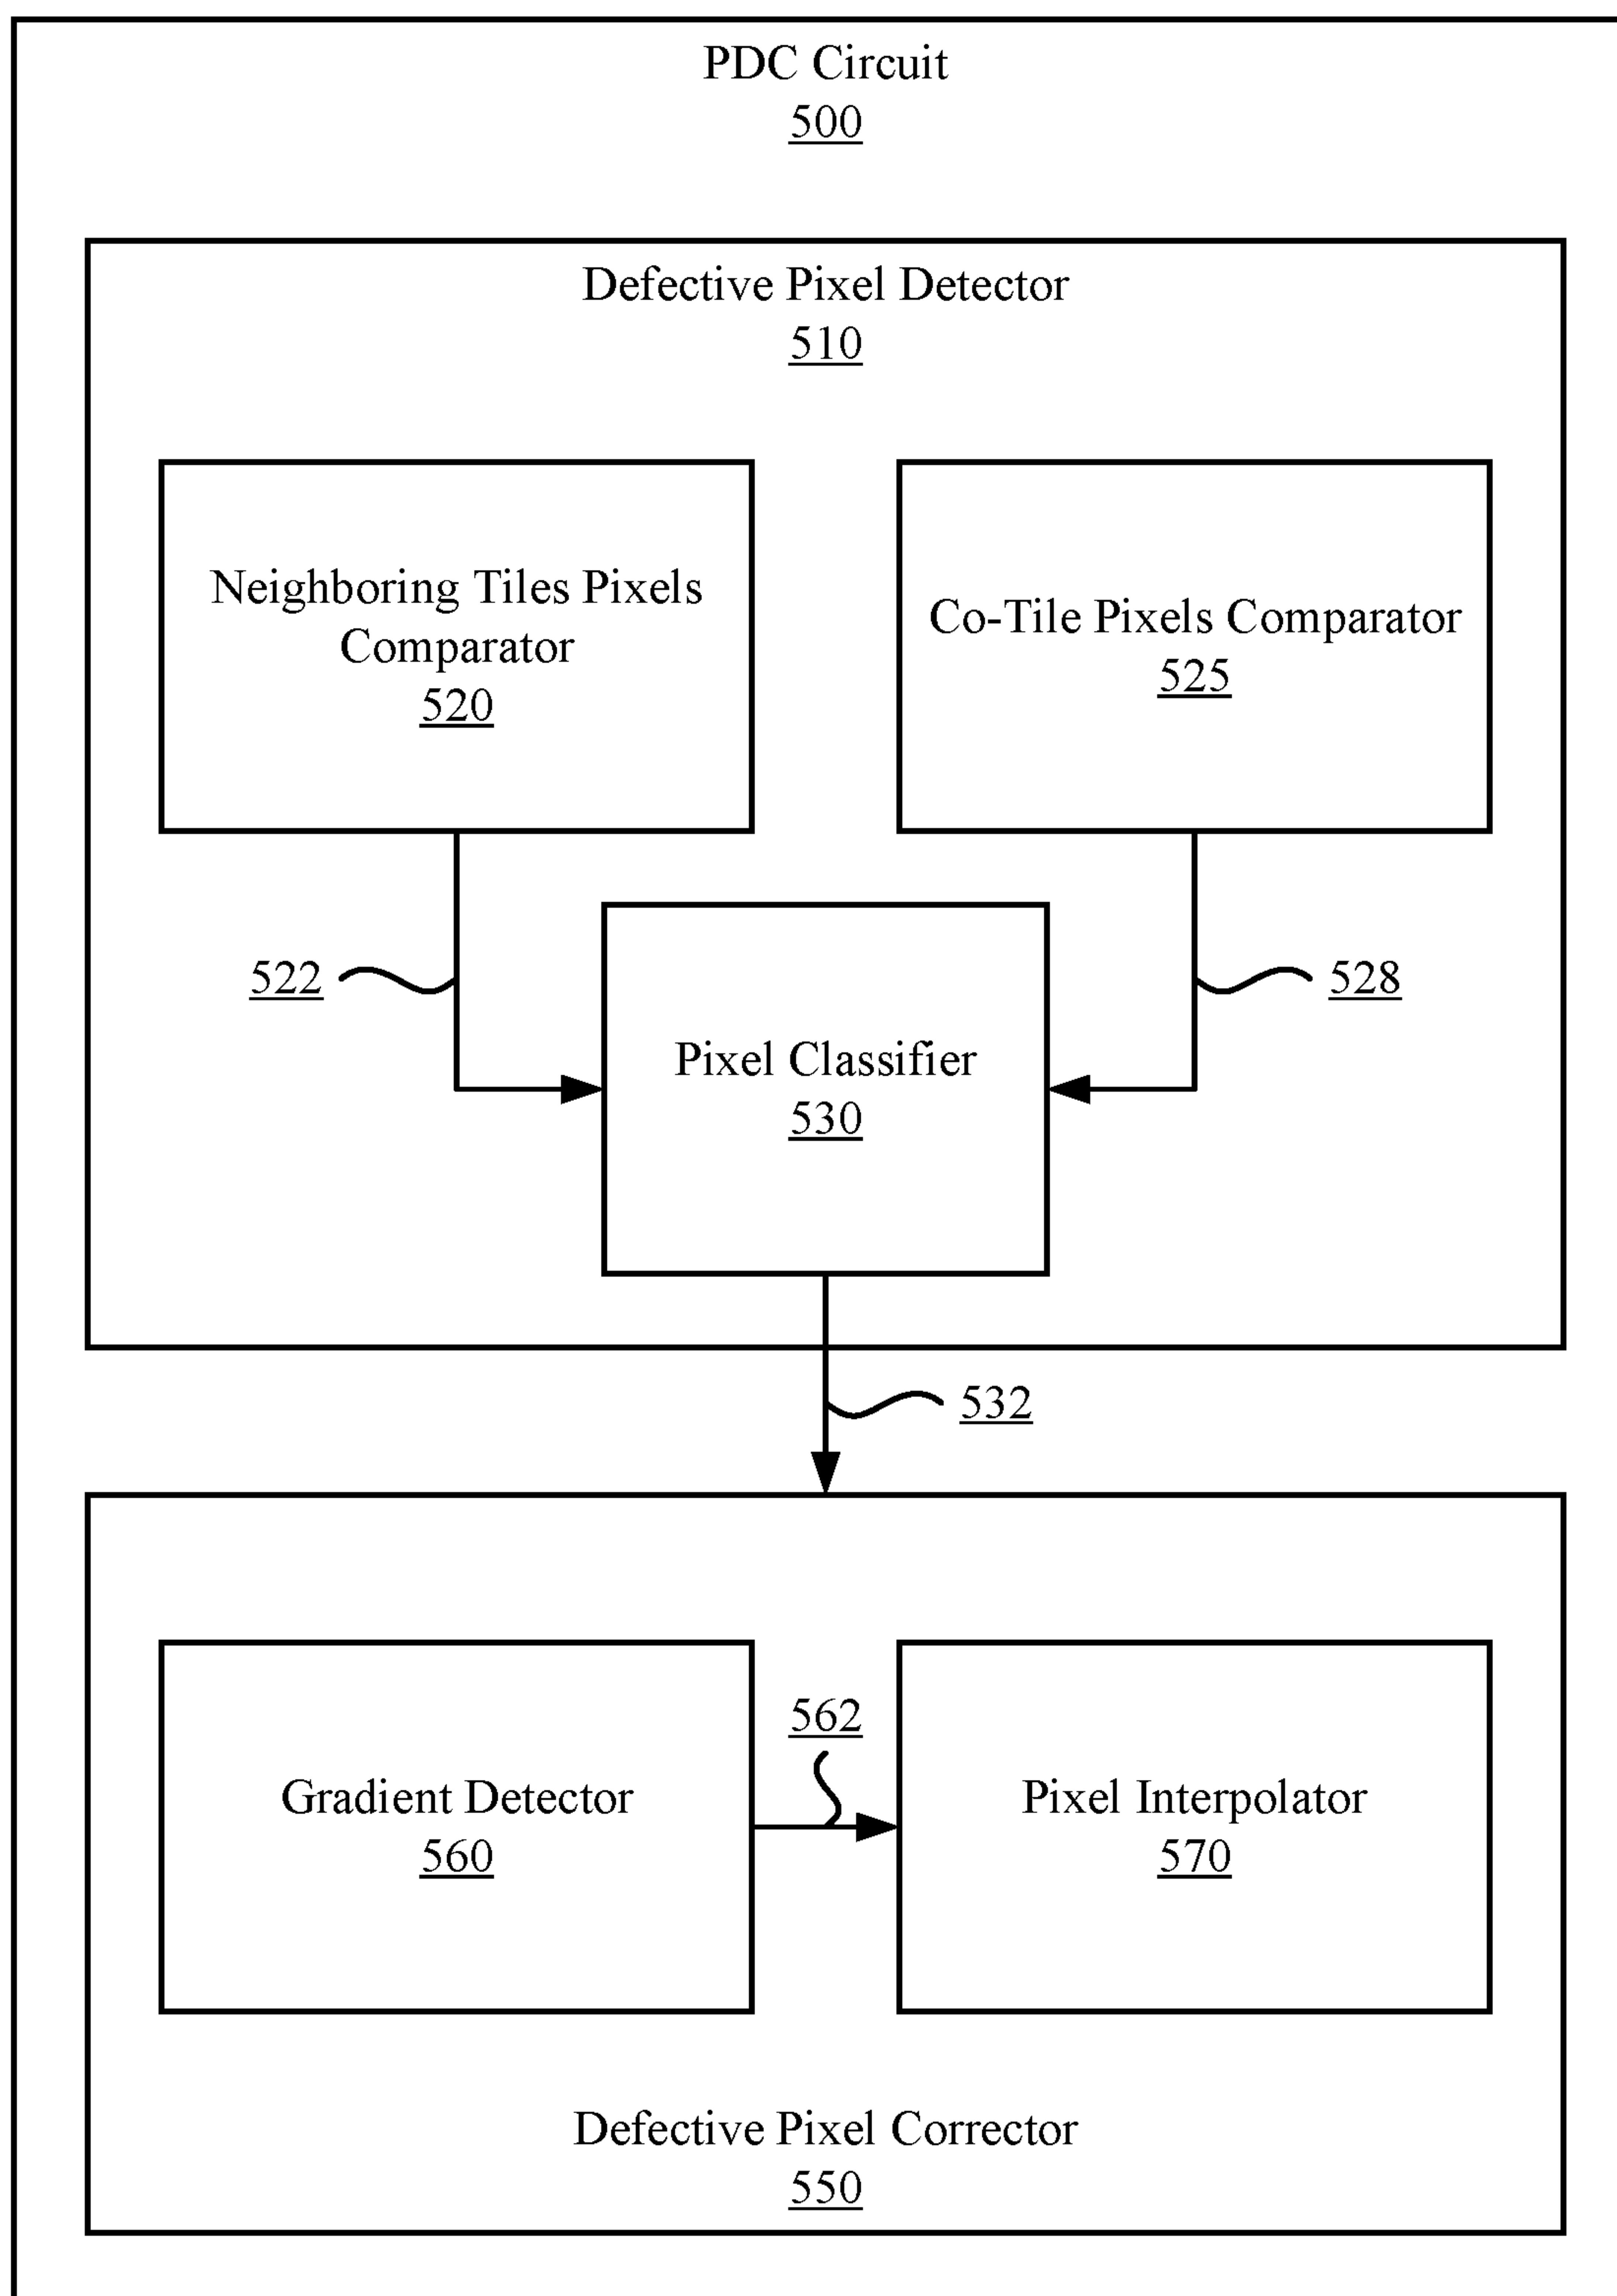 PDC Circuit
500
Defective Pixel Detector
510
Neighboring Tiles Pixels
Comparator
520
Co-Tile Pixels Comparator
525
522
528
Pixel Classifier
530
532
562
Gradient Detector
560
Pixel Interpolator
570
Defective Pixel Corrector
550